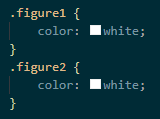 .figure1 {
    color: white;
}
.figure2 {
    color: white;
}